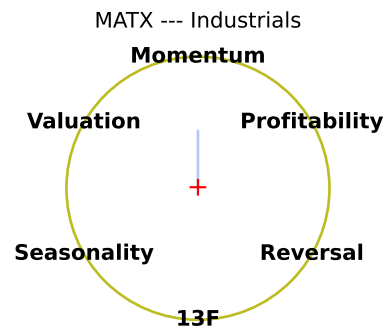 MATX --- Industrials
Momentum
Valuation
Profitability
Seasonality
Reversal
13F